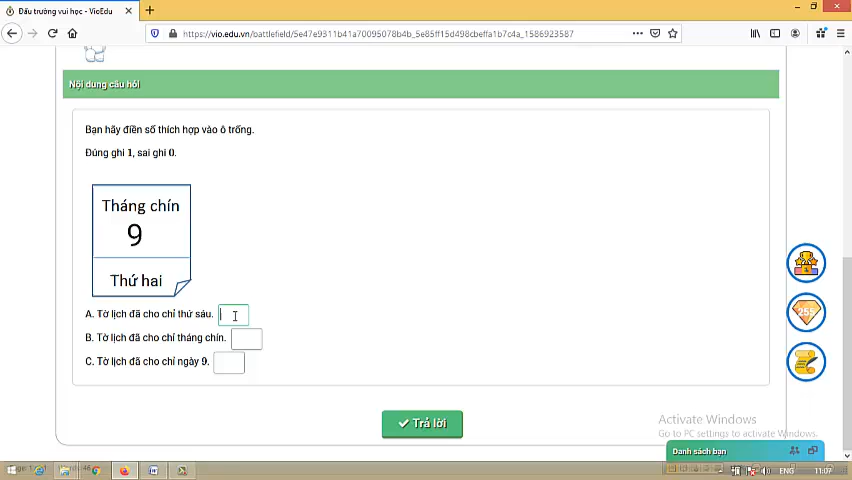 Đấu trường vui học - VioEdu
https://vio.edu.vn/battlefield/5e47e9311b41a70095078b4b_5e85ff15d498cbeffa1b7c4a_1586923587
Nội dung câu hỏi
Bạn hãy điền số thích hợp vào ô trống.
Đúng ghi 1, sai ghi 0.
Tháng chín
9
Thứ hai
A. Tờ lịch đã cho chỉ thứ sáu.
B. Tờ lịch đã cho chỉ tháng chín.
C. Tờ lịch đã cho chỉ ngày 9.
255
Trả lời
Activate Windows
Go to PC settings to activate Windows.
Danh sách bạn
ENG
11:07